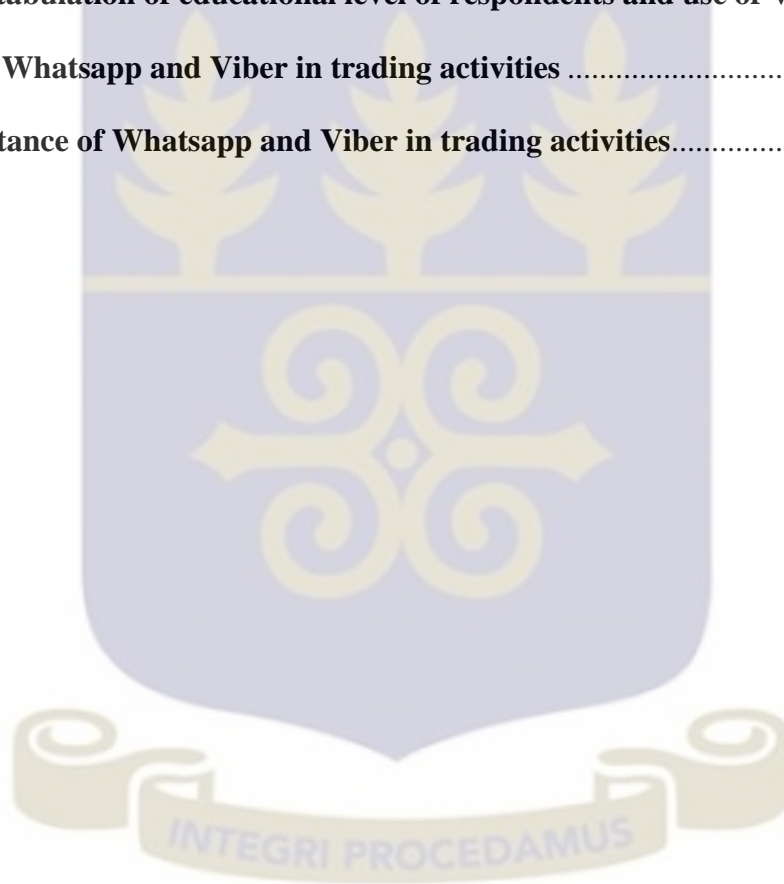 tabulation of educational level of respondents and use of
Whatsapp and Viber in trading activities ..........................
tance of Whatsapp and Viber in trading activities..............
INTEGRI PROCEDAMUS